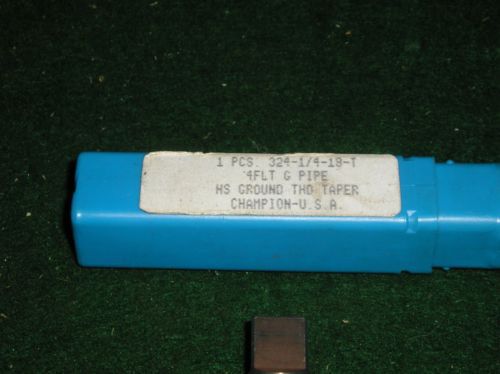 1 PCS. 324-1/4-18-T
4FLT G PIPE
HS GROUND THD TAPER
CHAMPION-U.S.A.